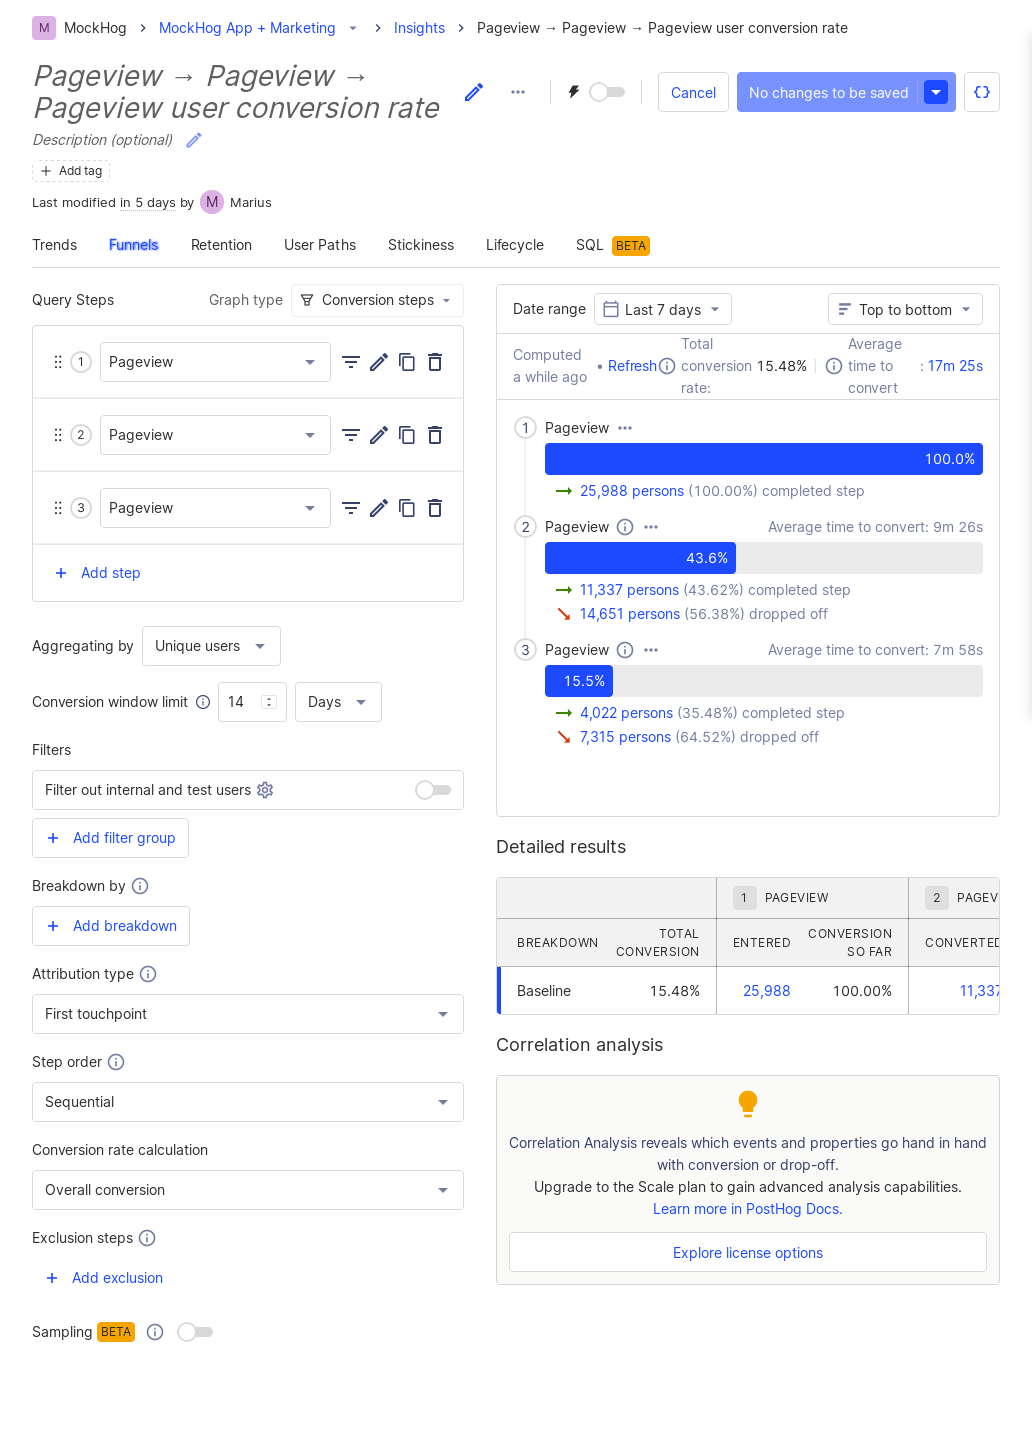 M MockHog > MockHog App + Marketing > Insights > Pageview → Pageview → Pageview user conversion rate
Pageview → Pageview →
Pageview user conversion rate
Cancel
No changes to be saved
Description (optional)
Add tag
Last modified in 5 days by M Marius
Trends Funnels Retention User Paths Stickiness Lifecycle SQL BETA
Query Steps
Graph type
Conversion steps
1 Pageview
2 Pageview
3 Pageview
Add step
Aggregating by Unique users
Conversion window limit 14 Days
Filters
Filter out internal and test users
Add filter group
Breakdown by
Add breakdown
Attribution type
First touchpoint
Step order
Sequential
Conversion rate calculation
Overall conversion
Exclusion steps
Add exclusion
Sampling BETA
Date range Last 7 days
Top to bottom
Computed
a while ago
• Refresh
Total
conversion
rate:
15.48%
Average
time to
convert
: 17m 25s
1 Pageview
100.0%
25,988 persons (100.00%) completed step
2 Pageview
Average time to convert: 9m 26s
43.6%
11,337 persons (43.62%) completed step
14,651 persons (56.38%) dropped off
3 Pageview
Average time to convert: 7m 58s
15.5%
4,022 persons (35.48%) completed step
7,315 persons (64.52%) dropped off
Detailed results
1 PAGEVIEW
2 PAGEV
BREAKDOWN
TOTAL
CONVERSION
ENTERED
CONVERSION
SO FAR
CONVERTED
Baseline 15.48% 25,988 100.00% 11,337
Correlation analysis
Correlation Analysis reveals which events and properties go hand in hand
with conversion or drop-off.
Upgrade to the Scale plan to gain advanced analysis capabilities.
Learn more in PostHog Docs.
Explore license options